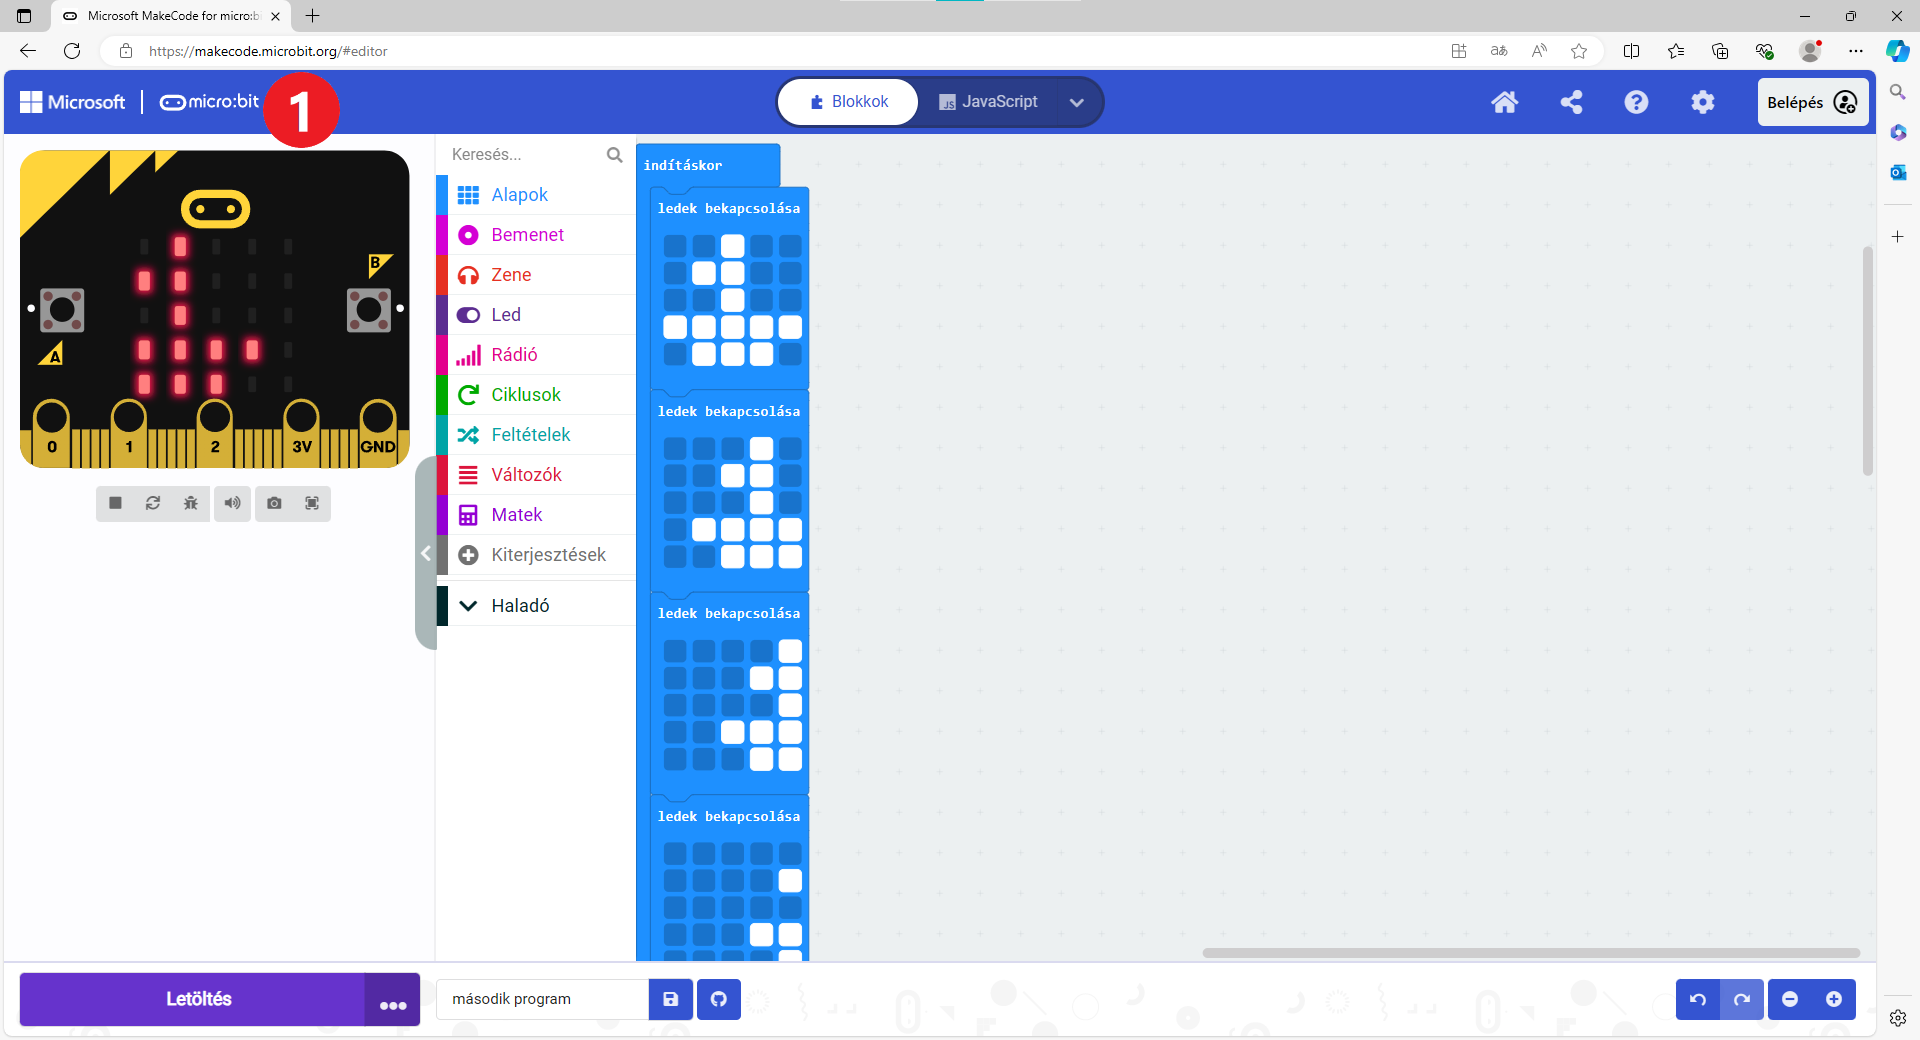 Microsoft MakeCode for micro:bi
https://makecode.microbit.org/#editor
Microsoft
micro:bit
1
Blokkok
JavaScript
Belépés
Keresés...
Alapok
Bemenet
Zene
Led
Rádió
Ciklusok
Feltételek
Változók
Matek
Kiterjesztések
Haladó
B
A
0 1 2 3V GND
indításkor
ledek bekapcsolása
ledek bekapcsolása
ledek bekapcsolása
ledek bekapcsolása
Letöltés
második program